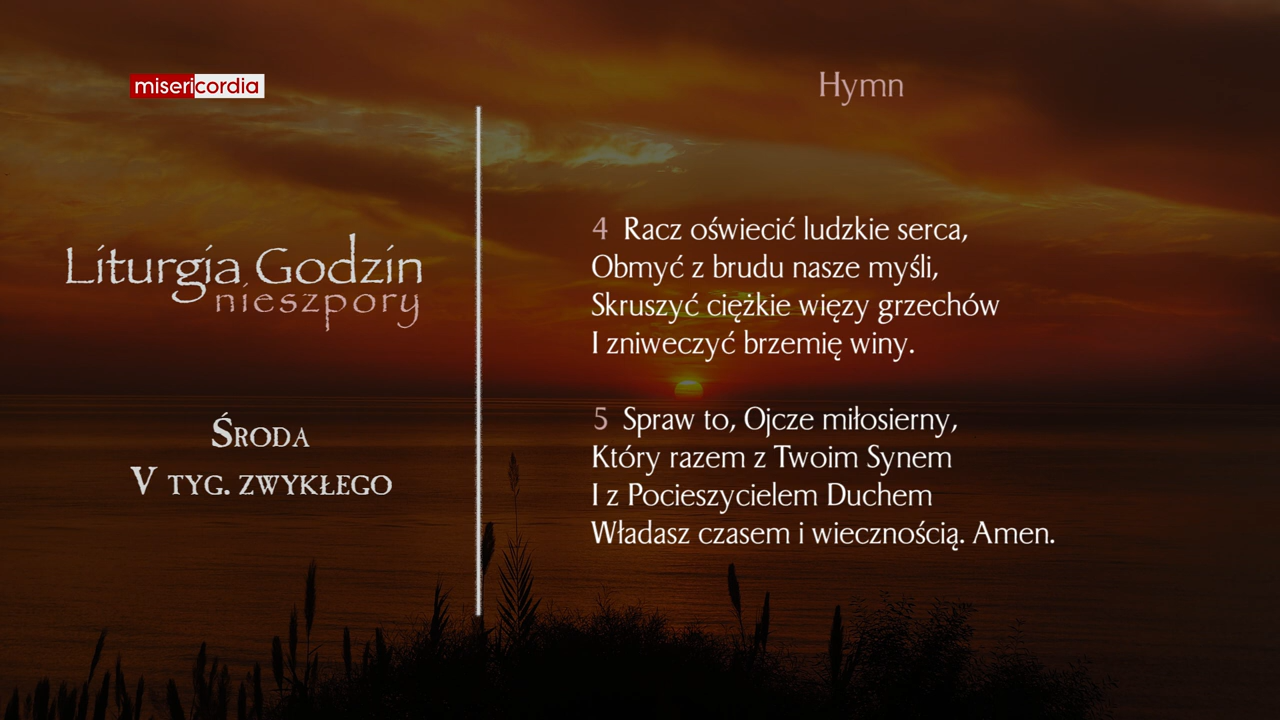 misericordia
Liturgia Godzin
nieszpory
Środa
V tyg. zwykłego
Hymn
4 Racz oświecić ludzkie serca,
Obmyć z brudu nasze myśli,
Skruszyć ciężkie więzy grzechów
I zniweczyć brzemię winy.
5 Spraw to, Ojcze miłosierny,
Który razem z Twoim Synem
I z Pocieszycielem Duchem
Władasz czasem i wiecznością. Amen.